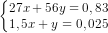 27x + 56y = 0,83
1,5x + y = 0,025